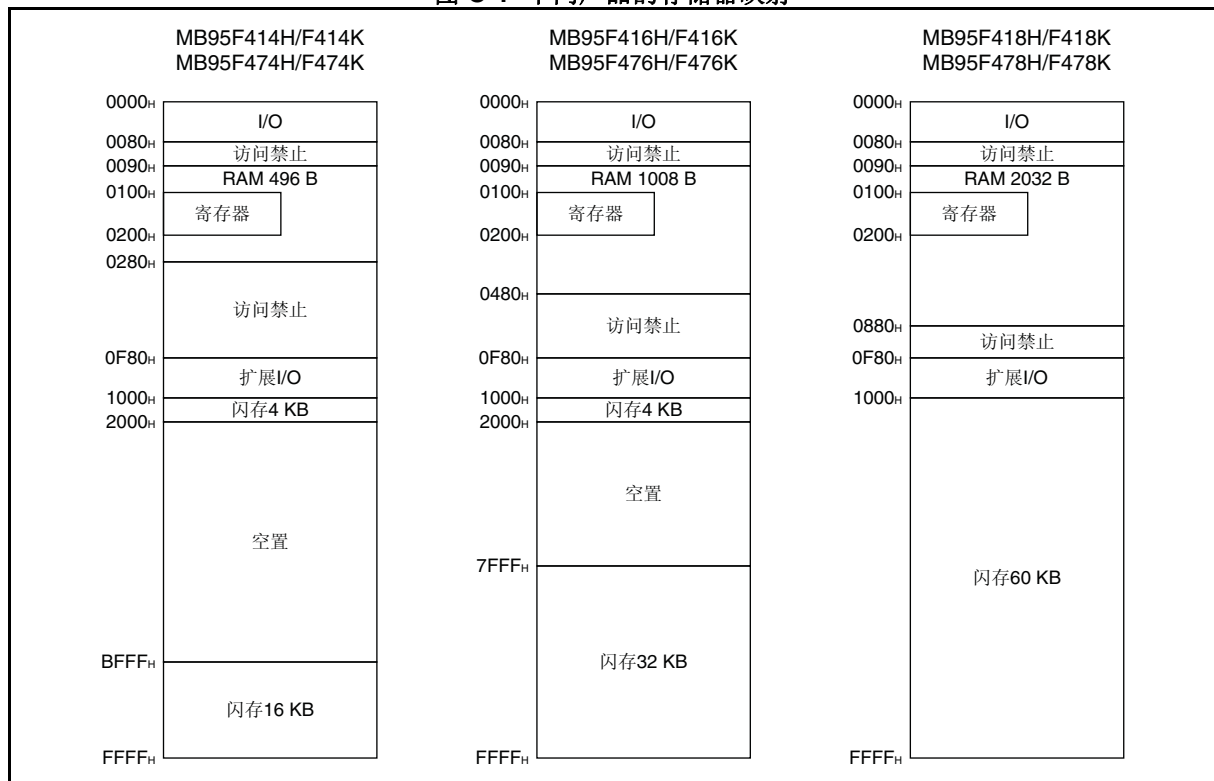 MB95F414H/F414K
MB95F474H/F474K
0000H
I/O
0080H
访问禁止
0090H
RAM 496 B
0100H
寄存器
0200H
0280H
访问禁止
0F80H
扩展I/O
1000H
闪存4 KB
2000H
空置
BFFFH
闪存16 KB
FFFFH
MB95F416H/F416K
MB95F476H/F476K
0000H
I/O
0080H
访问禁止
0090H
RAM 1008 B
0100H
寄存器
0200H
0480H
访问禁止
0F80H
扩展I/O
1000H
闪存4 KB
2000H
空置
7FFFH
闪存32 KB
FFFFH
MB95F418H/F418K
MB95F478H/F478K
0000H
I/O
0080H
访问禁止
0090H
RAM 2032 B
0100H
寄存器
0200H
0880H
访问禁止
0F80H
扩展I/O
1000H
闪存60 KB
FFFFH